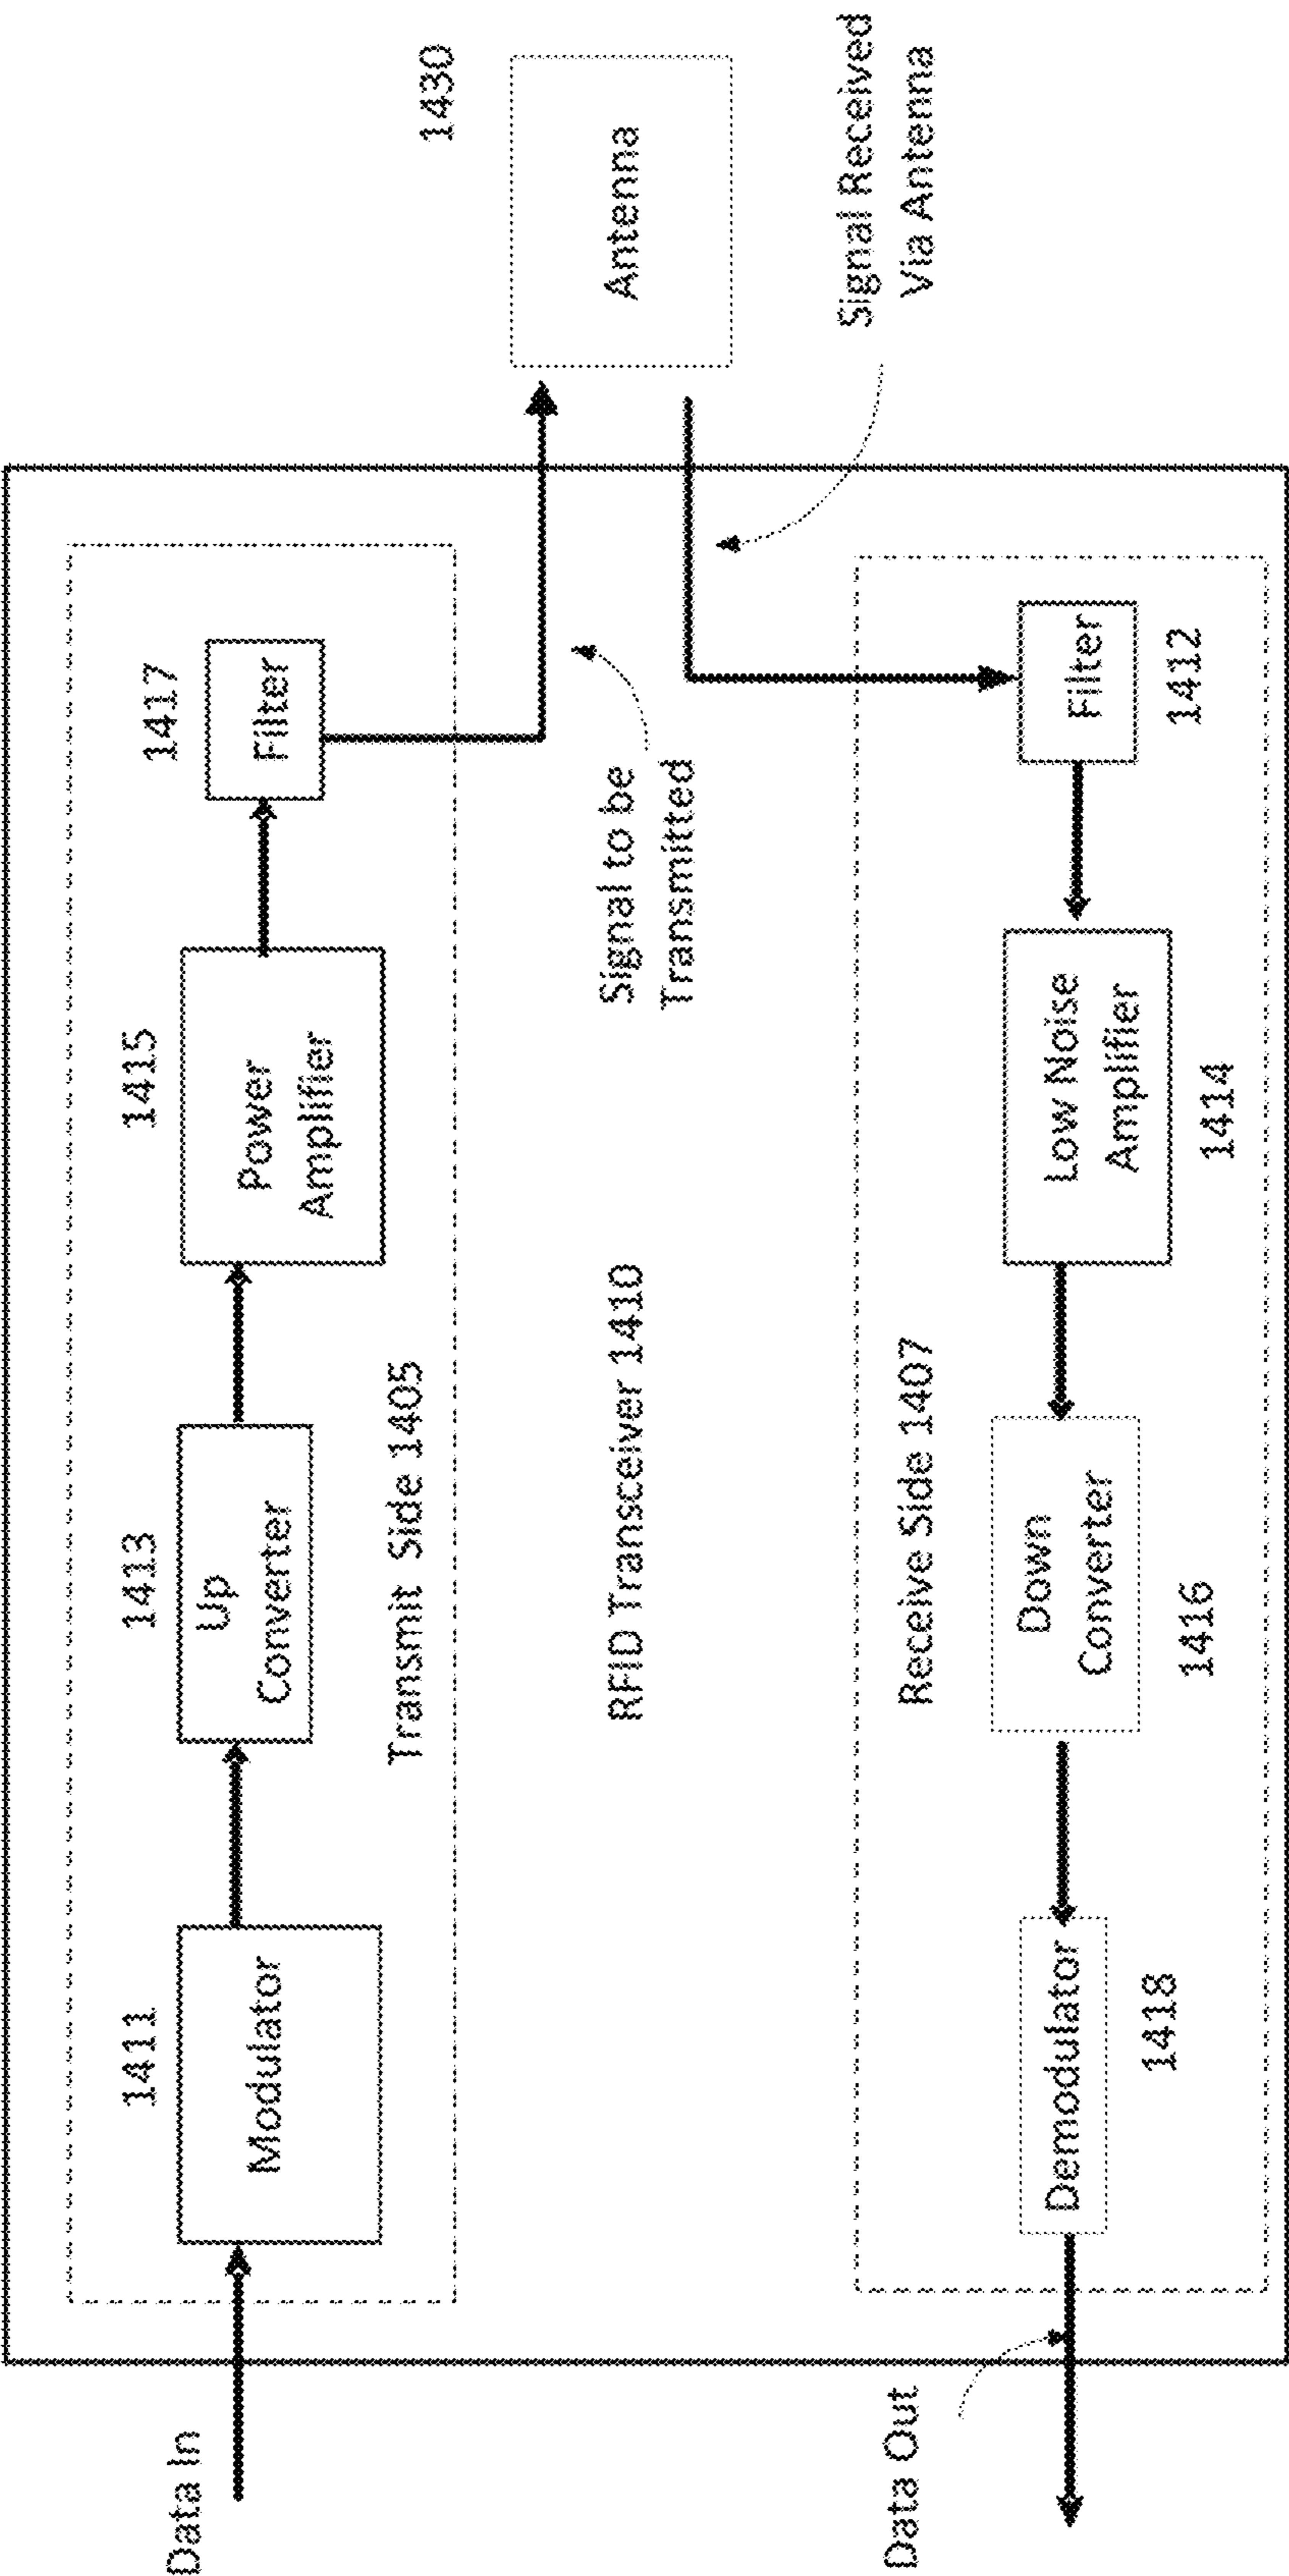 1411
1413
1415
1417
1430
Data In
Modulator
Up
Converter
Power
Amplifier
Filter
Antenna
Transmit Side 1405
Signal to be
Transmitted
RFID Transceiver 1410
Signal Received
Via Antenna
Receive Side 1407
Data Out
Demodulator
Down
Converter
Low Noise
Amplifier
Filter
1418
1416
1414
1412